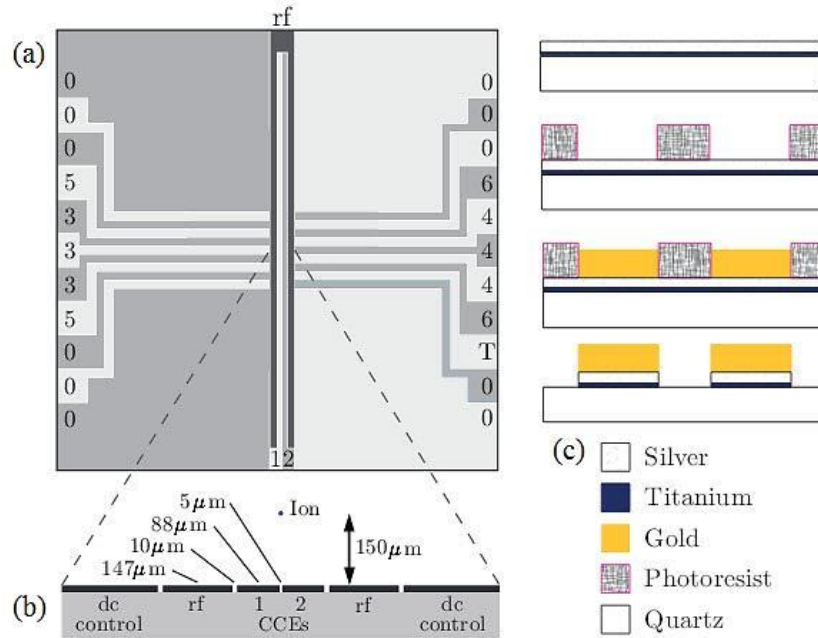 rf
(a)
0
0
0
5
3
3
3
5
0
0
0
0
0
0
6
4
4
4
6
T
0
0
12
5μm
88μm
10μm
147μm
Ion
150μm
(b)
dc control
rf
1
2
CCEs
rf
dc control
(c)
Silver
Titanium
Gold
Photoresist
Quartz